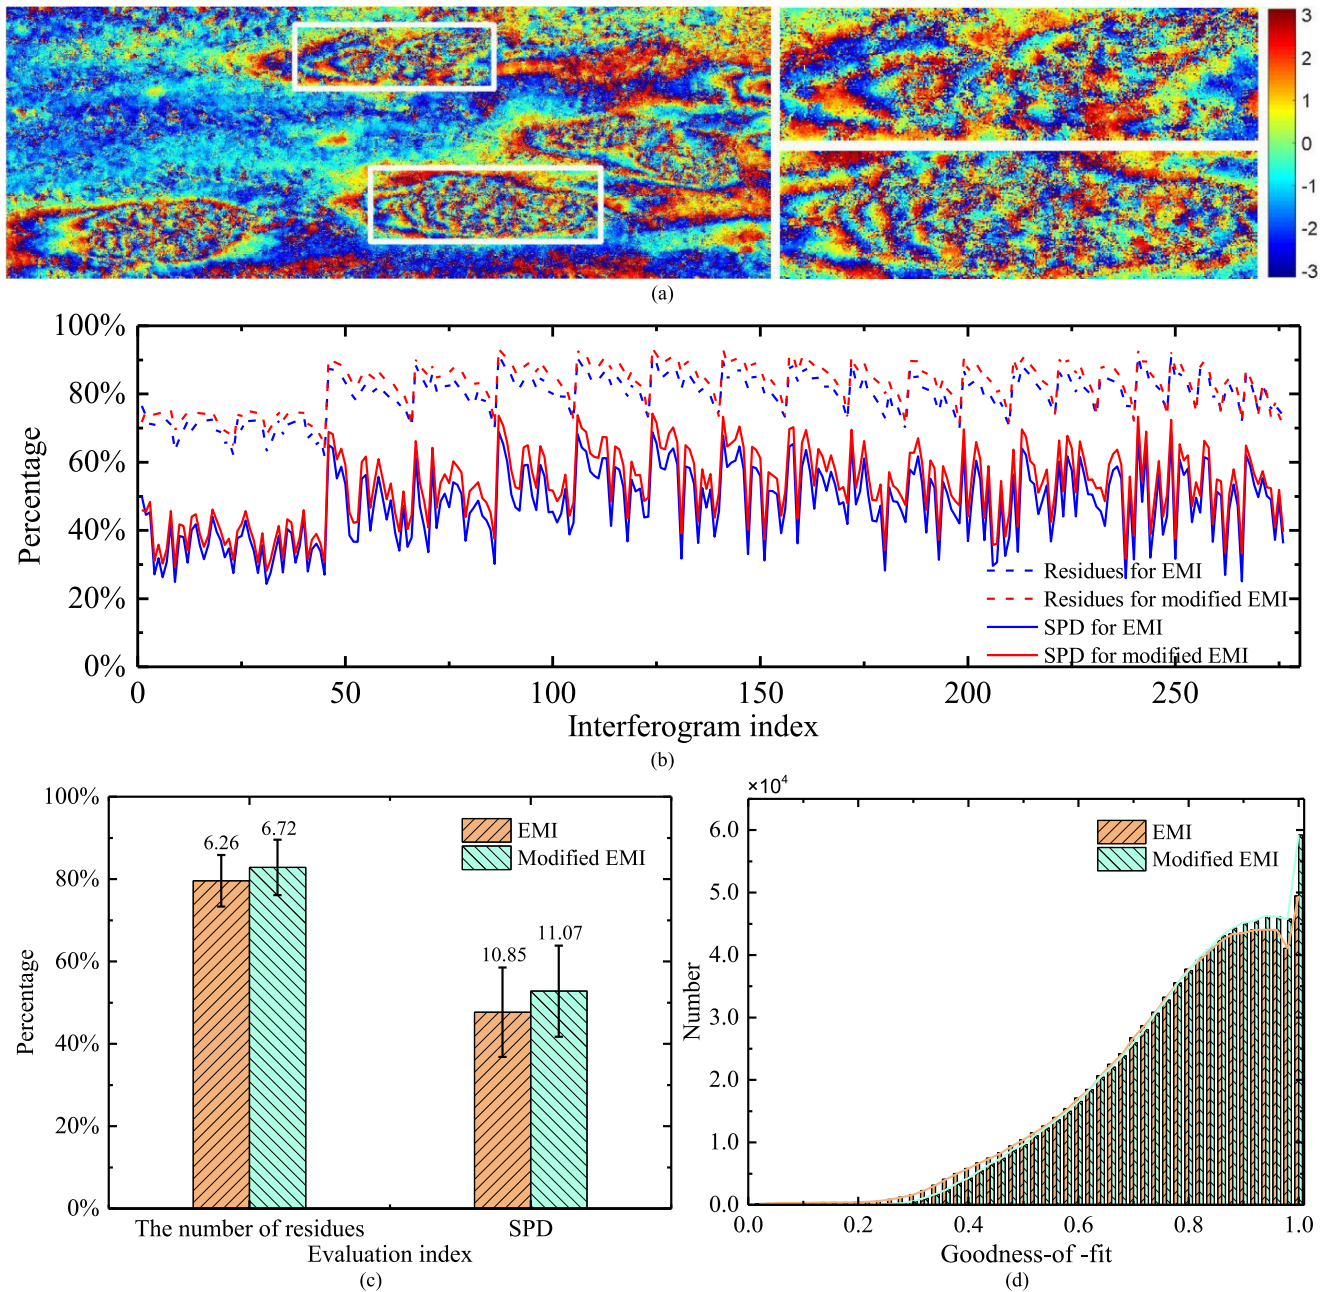 3
2
1
0
-1
-2
-3
(a)
100%
80%
60%
40%
20%
0%
Percentage
Residues for EMI
Residues for modified EMI
SPD for EMI
SPD for modified EMI
0 50 100 150 200 250
Interferogram index
(b)
100%
80%
60%
40%
20%
0%
Percentage
6.26 6.72
10.85 11.07
EMI
Modified EMI
The number of residues SPD
Evaluation index
(c)
×10⁴
6.0
5.0
4.0
3.0
2.0
1.0
0.0
Number
EMI
Modified EMI
0.0 0.2 0.4 0.6 0.8 1.0
Goodness-of -fit
(d)